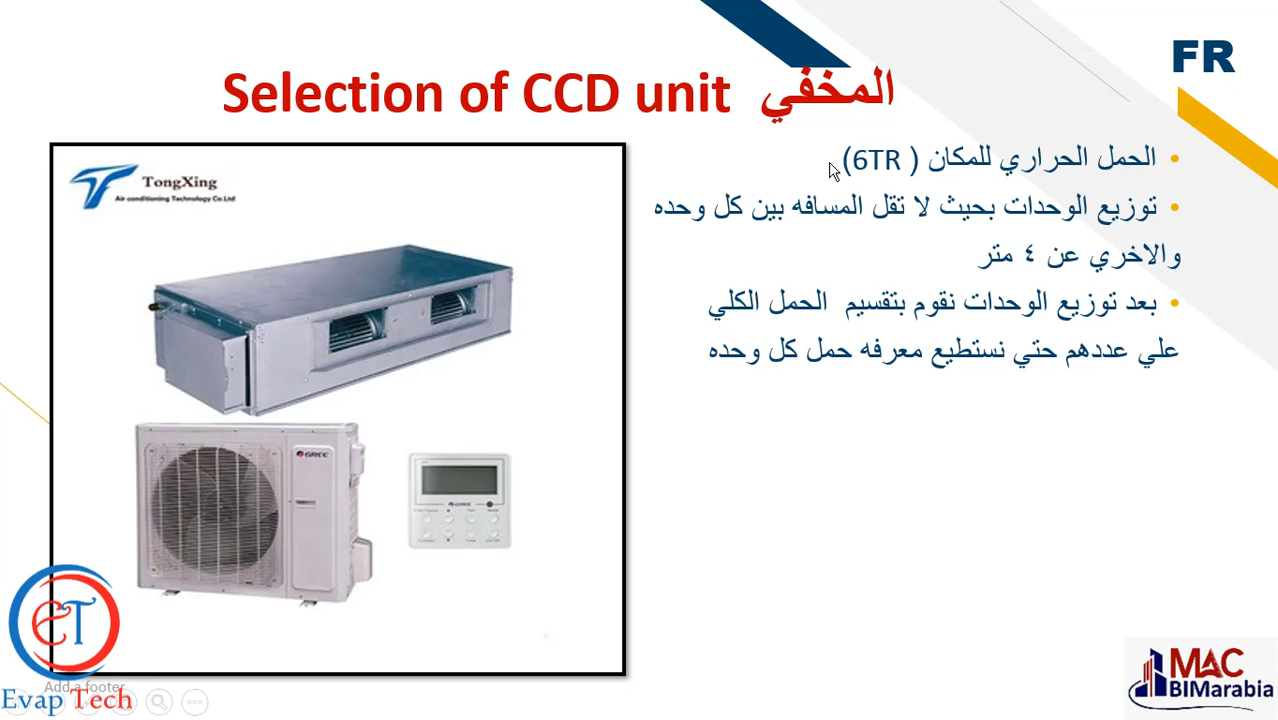 FR
Selection of CCD unit المخفي
الحمل الحراري للمكان ( 6TR)
توزيع الوحدات بحيث لا تقل المسافه بين كل وحده
والاخري عن ٤ متر
بعد توزيع الوحدات نقوم بتقسيم الحمل الكلي
علي عددهم حتي نستطيع معرفه حمل كل وحده
TongXing
Air conditioning Technology Co.Ltd
GREE
ET
Evap Tech
Add a footer
MAC
BIMarabia